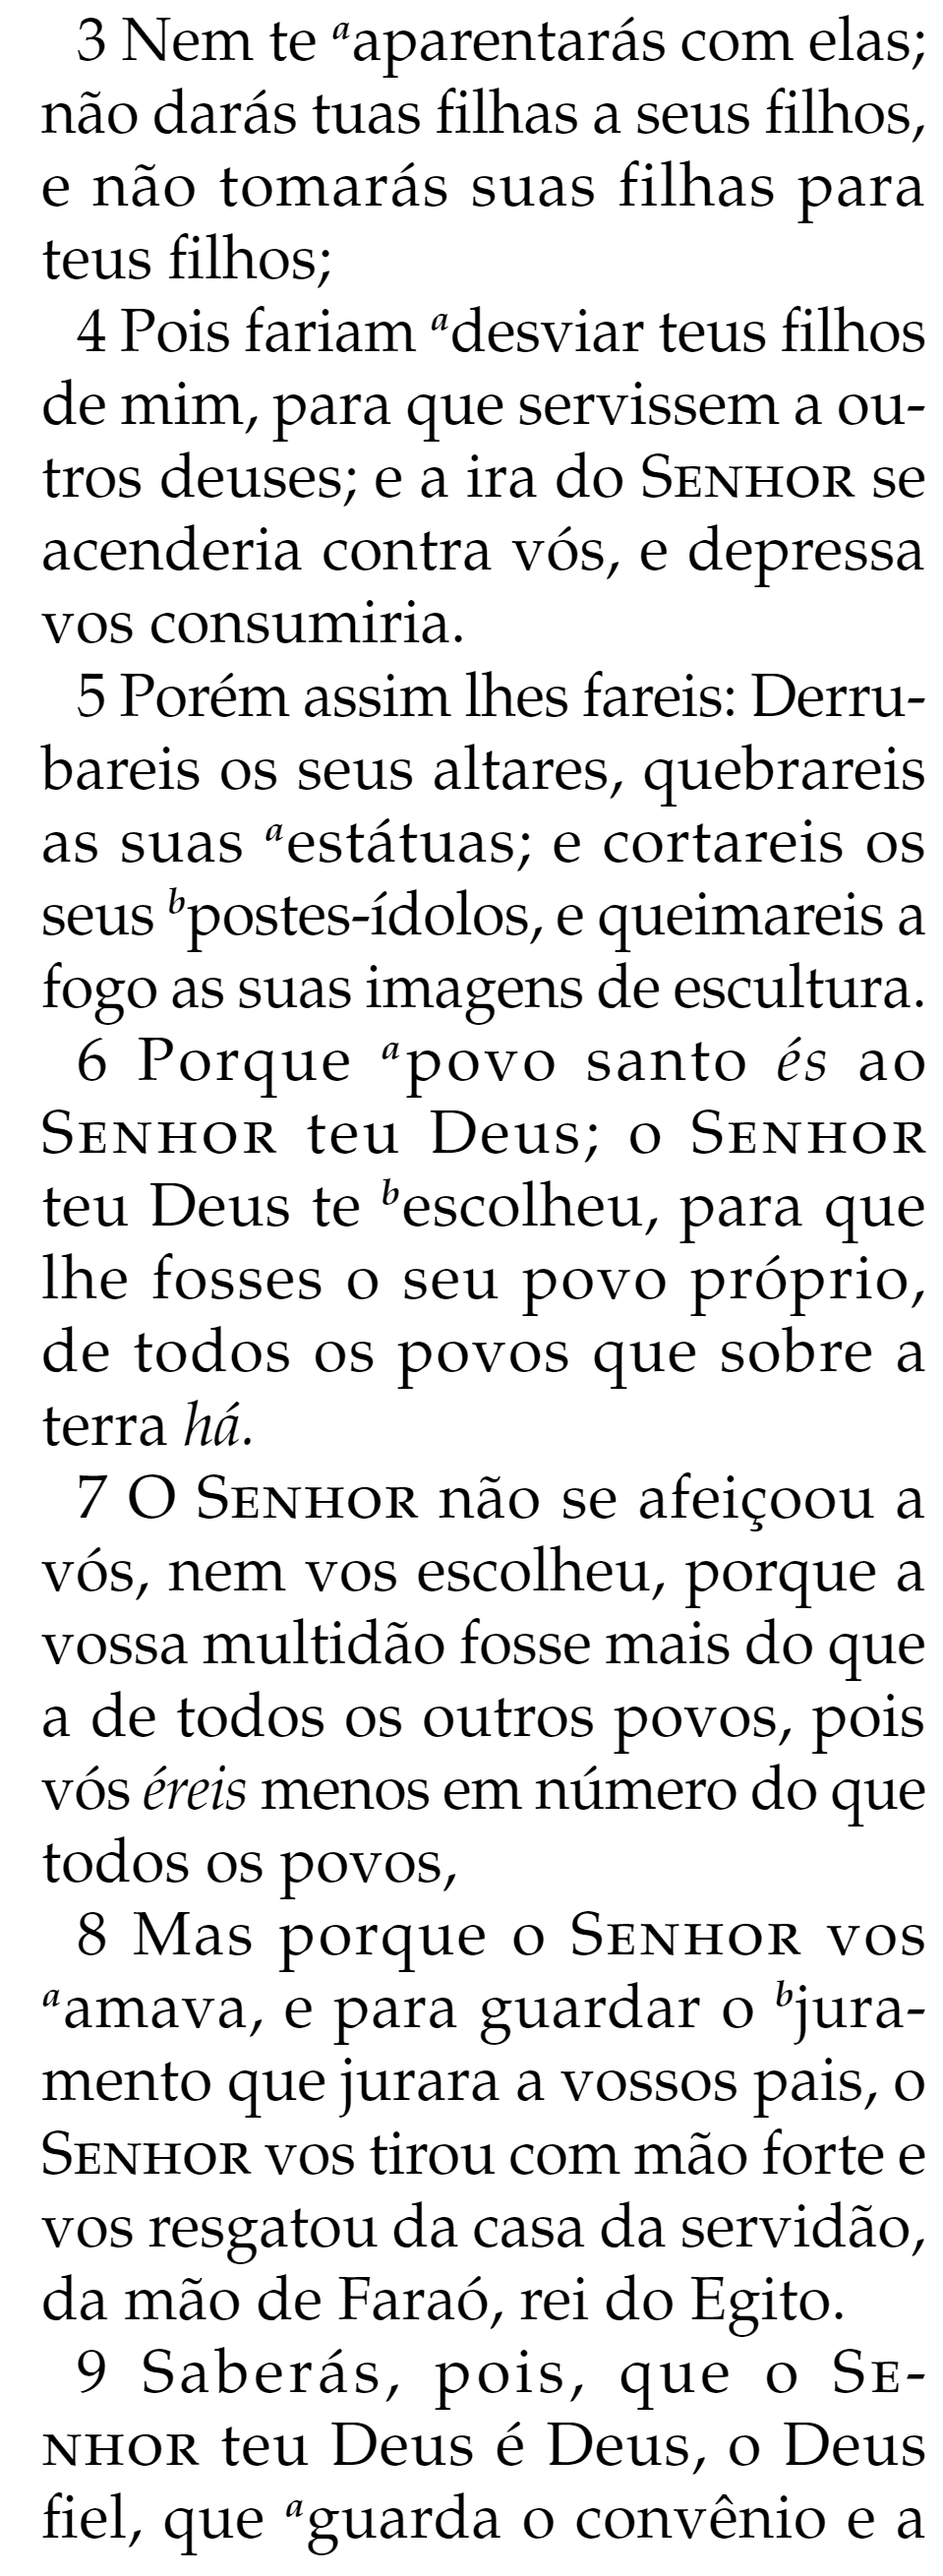 3 Nem te ᵃaparentarás com elas;
não darás tuas filhas a seus filhos,
e não tomarás suas filhas para
teus filhos;
4 Pois fariam ᵃdesviar teus filhos
de mim, para que servissem a ou-
tros deuses; e a ira do SENHOR se
acenderia contra vós, e depressa
vos consumiria.
5 Porém assim lhes fareis: Derru-
bareis os seus altares, quebrareis
as suas ᵃestátuas; e cortareis os
seus ᵇpostes-ídolos, e queimareis a
fogo as suas imagens de escultura.
6 Porque ᵃpovo santo és ao
SENHOR teu Deus; o SENHOR
teu Deus te ᵇescolheu, para que
lhe fosses o seu povo próprio,
de todos os povos que sobre a
terra há.
7 O SENHOR não se afeiçoou a
vós, nem vos escolheu, porque a
vossa multidão fosse mais do que
a de todos os outros povos, pois
vós éreis menos em número do que
todos os povos,
8 Mas porque o SENHOR vos
ᵃamava, e para guardar o ᵇjura-
mento que jurara a vossos pais, o
SENHOR vos tirou com mão forte e
vos resgatou da casa da servidão,
da mão de Faraó, rei do Egito.
9 Saberás, pois, que o SE-
NHOR teu Deus é Deus, o Deus
fiel, que ᵃguarda o convênio e a